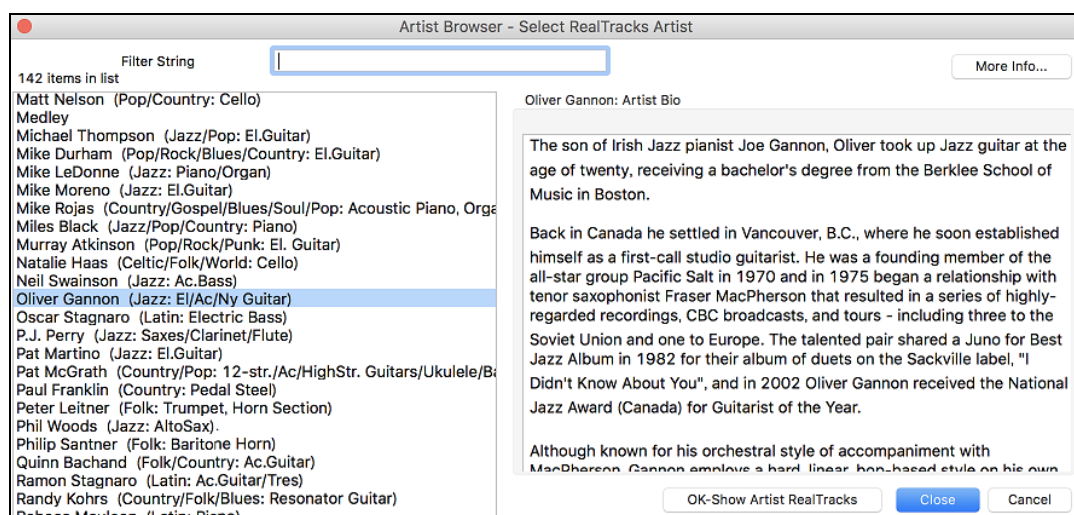 Artist Browser - Select RealTracks Artist
Filter String
142 items in list
More Info...
Matt Nelson (Pop/Country: Cello)
Medley
Michael Thompson (Jazz/Pop: El.Guitar)
Mike Durham (Pop/Rock/Blues/Country: El.Guitar)
Mike LeDonne (Jazz: Piano/Organ)
Mike Moreno (Jazz: El.Guitar)
Mike Rojas (Country/Gospel/Blues/Soul/Pop: Acoustic Piano, Orga
Miles Black (Jazz/Pop/Country: Piano)
Murray Atkinson (Pop/Rock/Punk: El. Guitar)
Natalie Haas (Celtic/Folk/World: Cello)
Neil Swainson (Jazz: Ac.Bass)
Oliver Gannon (Jazz: El/Ac/Ny Guitar)
Oscar Stagnaro (Latin: Electric Bass)
P.J. Perry (Jazz: Saxes/Clarinet/Flute)
Pat Martino (Jazz: El.Guitar)
Pat McGrath (Country/Pop: 12-str./Ac/HighStr. Guitars/Ukulele/Ba
Paul Franklin (Country: Pedal Steel)
Peter Leitner (Folk: Trumpet, Horn Section)
Phil Woods (Jazz: AltoSax).
Philip Santner (Folk: Baritone Horn)
Quinn Bachand (Folk/Country: Ac.Guitar)
Ramon Stagnaro (Latin: Ac.Guitar/Tres)
Randy Kohrs (Country/Folk/Blues: Resonator Guitar)
Oliver Gannon: Artist Bio
The son of Irish Jazz pianist Joe Gannon, Oliver took up Jazz guitar at the
age of twenty, receiving a bachelor's degree from the Berklee School of
Music in Boston.
Back in Canada he settled in Vancouver, B.C., where he soon established
himself as a first-call studio guitarist. He was a founding member of the
all-star group Pacific Salt in 1970 and in 1975 began a relationship with
tenor saxophonist Fraser MacPherson that resulted in a series of highly-
regarded recordings, CBC broadcasts, and tours - including three to the
Soviet Union and one to Europe. The talented pair shared a Juno for Best
Jazz Album in 1982 for their album of duets on the Sackville label, "I
Didn't Know About You", and in 2002 Oliver Gannon received the National
Jazz Award (Canada) for Guitarist of the Year.
Although known for his orchestral style of accompaniment with
MacPherson, Gannon employs a hard, linear, bop-based style on his own
OK-Show Artist RealTracks
Close
Cancel